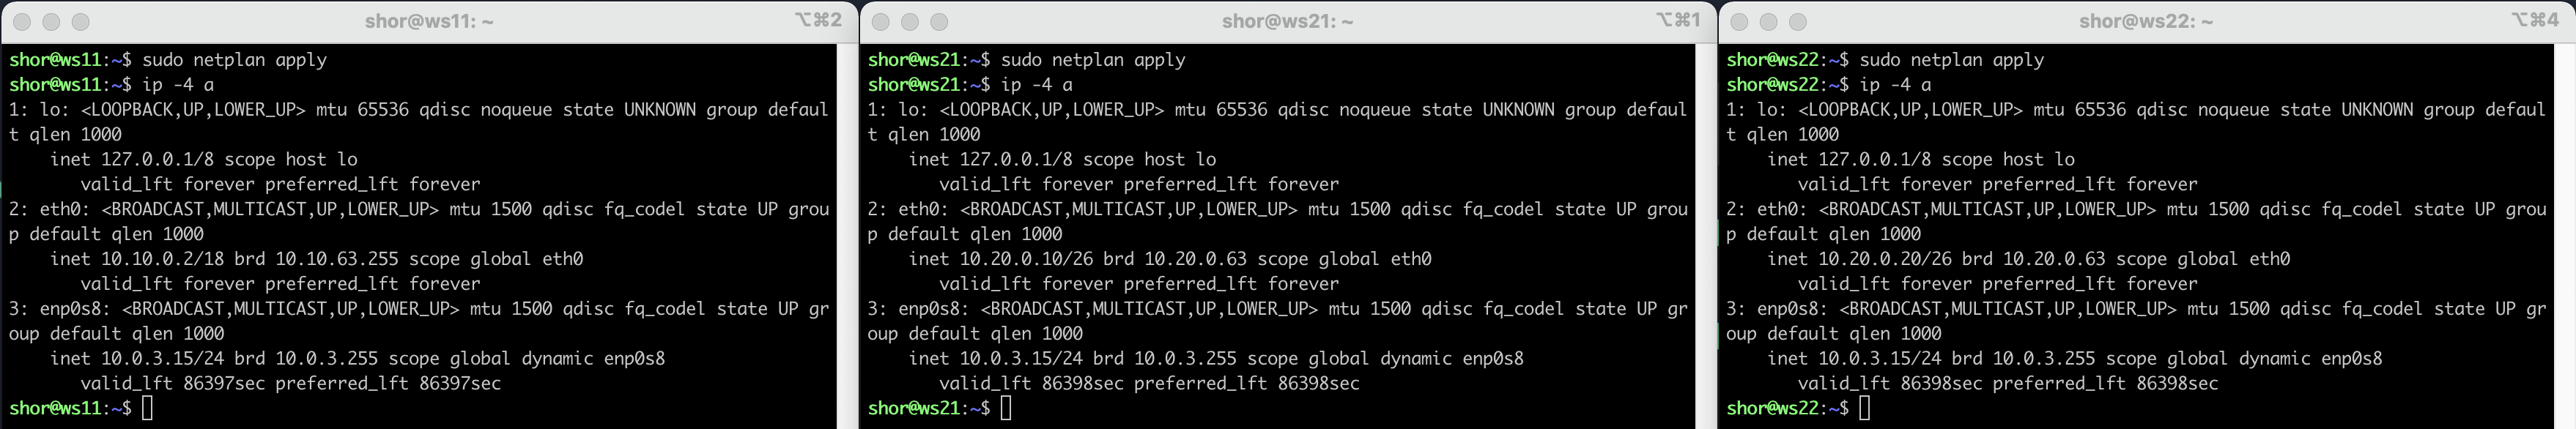 shor@ws11: ~
⌥⌘2
shor@ws11:~$ sudo netplan apply
shor@ws11:~$ ip -4 a
1: lo: <LOOPBACK,UP,LOWER_UP> mtu 65536 qdisc noqueue state UNKNOWN group defaul
t qlen 1000
    inet 127.0.0.1/8 scope host lo
       valid_lft forever preferred_lft forever
2: eth0: <BROADCAST,MULTICAST,UP,LOWER_UP> mtu 1500 qdisc fq_codel state UP grou
p default qlen 1000
    inet 10.10.0.2/18 brd 10.10.63.255 scope global eth0
       valid_lft forever preferred_lft forever
3: enp0s8: <BROADCAST,MULTICAST,UP,LOWER_UP> mtu 1500 qdisc fq_codel state UP gr
oup default qlen 1000
    inet 10.0.3.15/24 brd 10.0.3.255 scope global dynamic enp0s8
       valid_lft 86397sec preferred_lft 86397sec
shor@ws11:~$
shor@ws21: ~
⌥⌘1
shor@ws21:~$ sudo netplan apply
shor@ws21:~$ ip -4 a
1: lo: <LOOPBACK,UP,LOWER_UP> mtu 65536 qdisc noqueue state UNKNOWN group defaul
t qlen 1000
    inet 127.0.0.1/8 scope host lo
       valid_lft forever preferred_lft forever
2: eth0: <BROADCAST,MULTICAST,UP,LOWER_UP> mtu 1500 qdisc fq_codel state UP grou
p default qlen 1000
    inet 10.20.0.10/26 brd 10.20.0.63 scope global eth0
       valid_lft forever preferred_lft forever
3: enp0s8: <BROADCAST,MULTICAST,UP,LOWER_UP> mtu 1500 qdisc fq_codel state UP gr
oup default qlen 1000
    inet 10.0.3.15/24 brd 10.0.3.255 scope global dynamic enp0s8
       valid_lft 86398sec preferred_lft 86398sec
shor@ws21:~$
shor@ws22: ~
⌥⌘4
shor@ws22:~$ sudo netplan apply
shor@ws22:~$ ip -4 a
1: lo: <LOOPBACK,UP,LOWER_UP> mtu 65536 qdisc noqueue state UNKNOWN group defaul
t qlen 1000
    inet 127.0.0.1/8 scope host lo
       valid_lft forever preferred_lft forever
2: eth0: <BROADCAST,MULTICAST,UP,LOWER_UP> mtu 1500 qdisc fq_codel state UP grou
p default qlen 1000
    inet 10.20.0.20/26 brd 10.20.0.63 scope global eth0
       valid_lft forever preferred_lft forever
3: enp0s8: <BROADCAST,MULTICAST,UP,LOWER_UP> mtu 1500 qdisc fq_codel state UP gr
oup default qlen 1000
    inet 10.0.3.15/24 brd 10.0.3.255 scope global dynamic enp0s8
       valid_lft 86398sec preferred_lft 86398sec
shor@ws22:~$